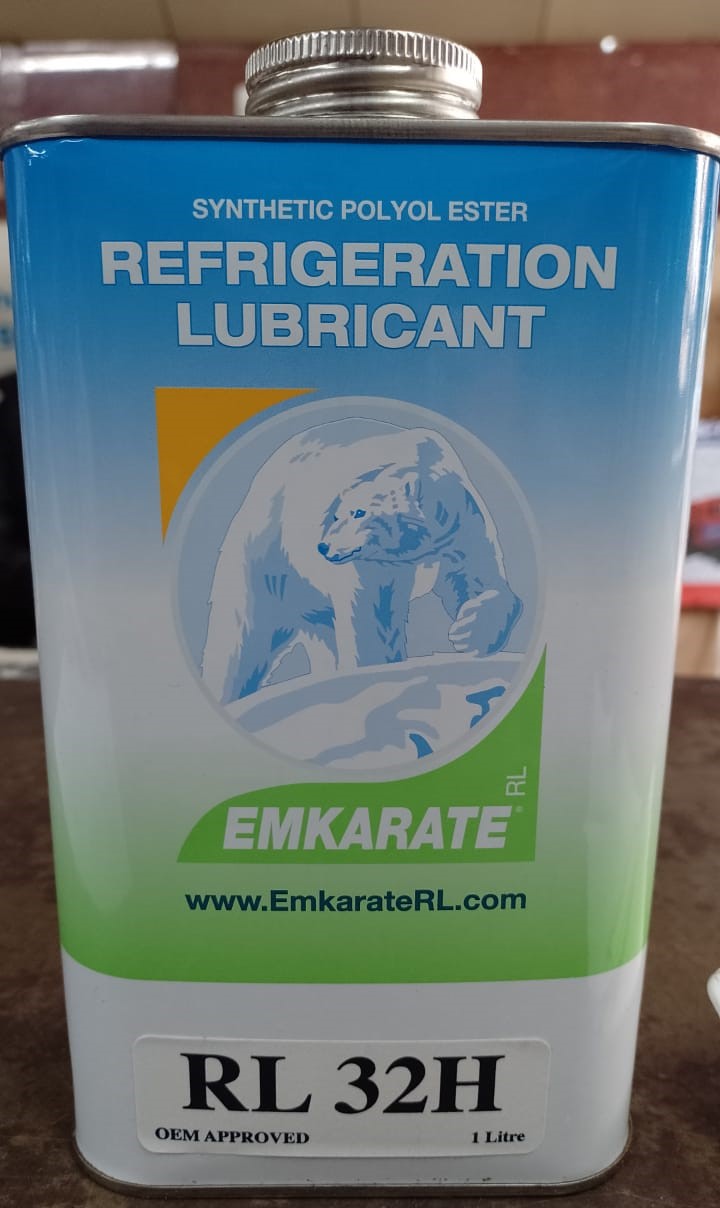 SYNTHETIC POLYOL ESTER
REFRIGERATION
LUBRICANT
RL
EMKARATE®
www.EmkarateRL.com
RL 32H
OEM APPROVED 1 Litre